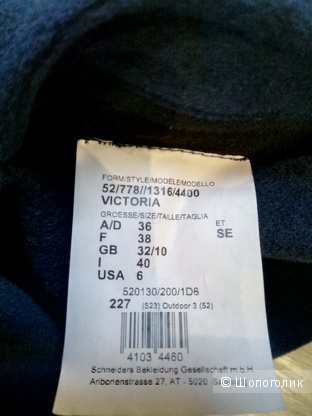 FORM/STYLE/MODELE/MODELLO
52/778//1316/4400
VICTORIA
GROESSE/SIZE/TALLE/TAGLIA
A/D 36
F 38
GB 32/10
I 40
USA 6
ET
SE
520130/200/1D6
227 (523) Outdoor 3 (S2)
4103 4460
Schneiders Bekleidung Gesellschaft m.b.H.
Aribonenstrasse 27, AT - 5020
Шопоголик